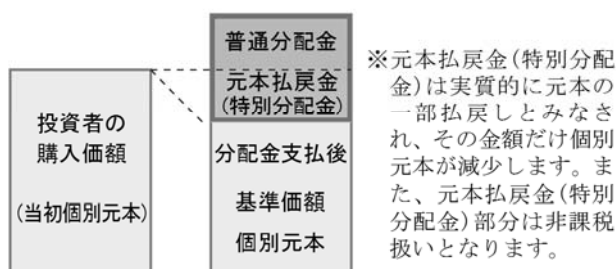 投資者の
購入価額
(当初個別元本)
普通分配金
元本払戻金
(特別分配金)
分配金支払後
基準価額
個別元本
※元本払戻金(特別分配
金)は実質的に元本の
一部払戻しとみなさ
れ、その金額だけ個別
元本が減少します。ま
た、元本払戻金(特別
分配金)部分は非課税
扱いとなります。